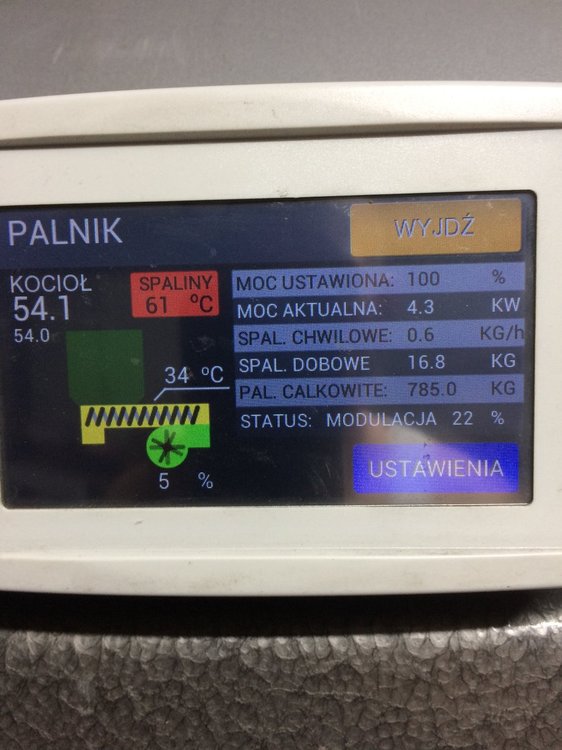 PALNIK
WYJDŹ
KOCIOŁ
54.1
54.0
SPALINY
61 ºC
34 ºC
5 %
MOC USTAWIONA: 100 %
MOC AKTUALNA: 4.3 KW
SPAL. CHWILOWE: 0.6 KG/h
SPAL. DOBOWE 16.8 KG
PAL. CALKOWITE: 785.0 KG
STATUS: MODULACJA 22 %
USTAWIENIA